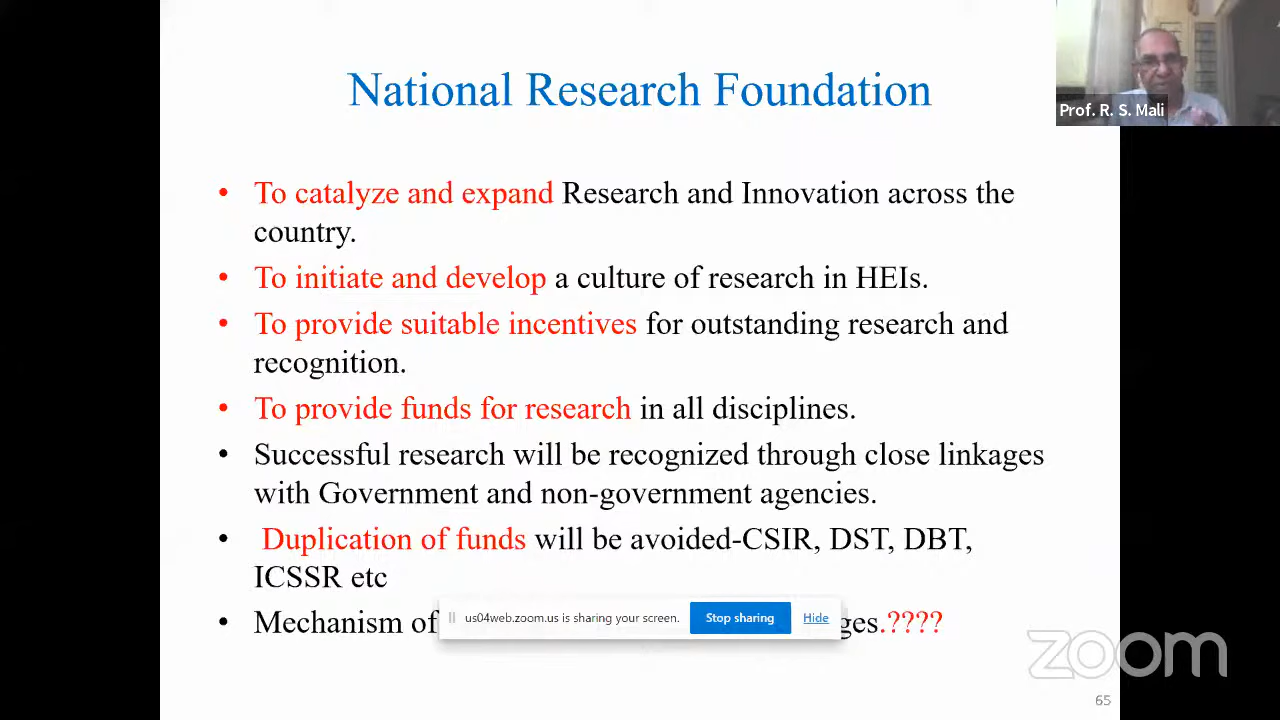 National Research Foundation
Prof. R. S. Mali
• To catalyze and expand Research and Innovation across the
country.
• To initiate and develop a culture of research in HEIs.
• To provide suitable incentives for outstanding research and
recognition.
• To provide funds for research in all disciplines.
• Successful research will be recognized through close linkages
with Government and non-government agencies.
• Duplication of funds will be avoided-CSIR, DST, DBT,
ICSSR etc
• Mechanism of ges.????
us04web.zoom.us is sharing your screen. Stop sharing Hide
zoom
65